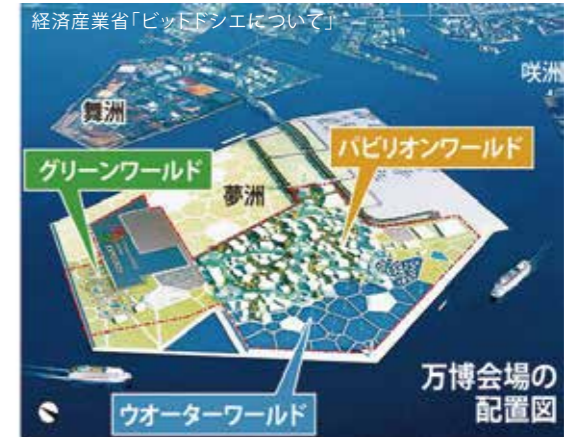 経済産業省「ビットドシエについて」
咲洲
舞洲
パビリオンワールド
グリーンワールド
夢洲
万博会場の
配置図
ウオーターワールド